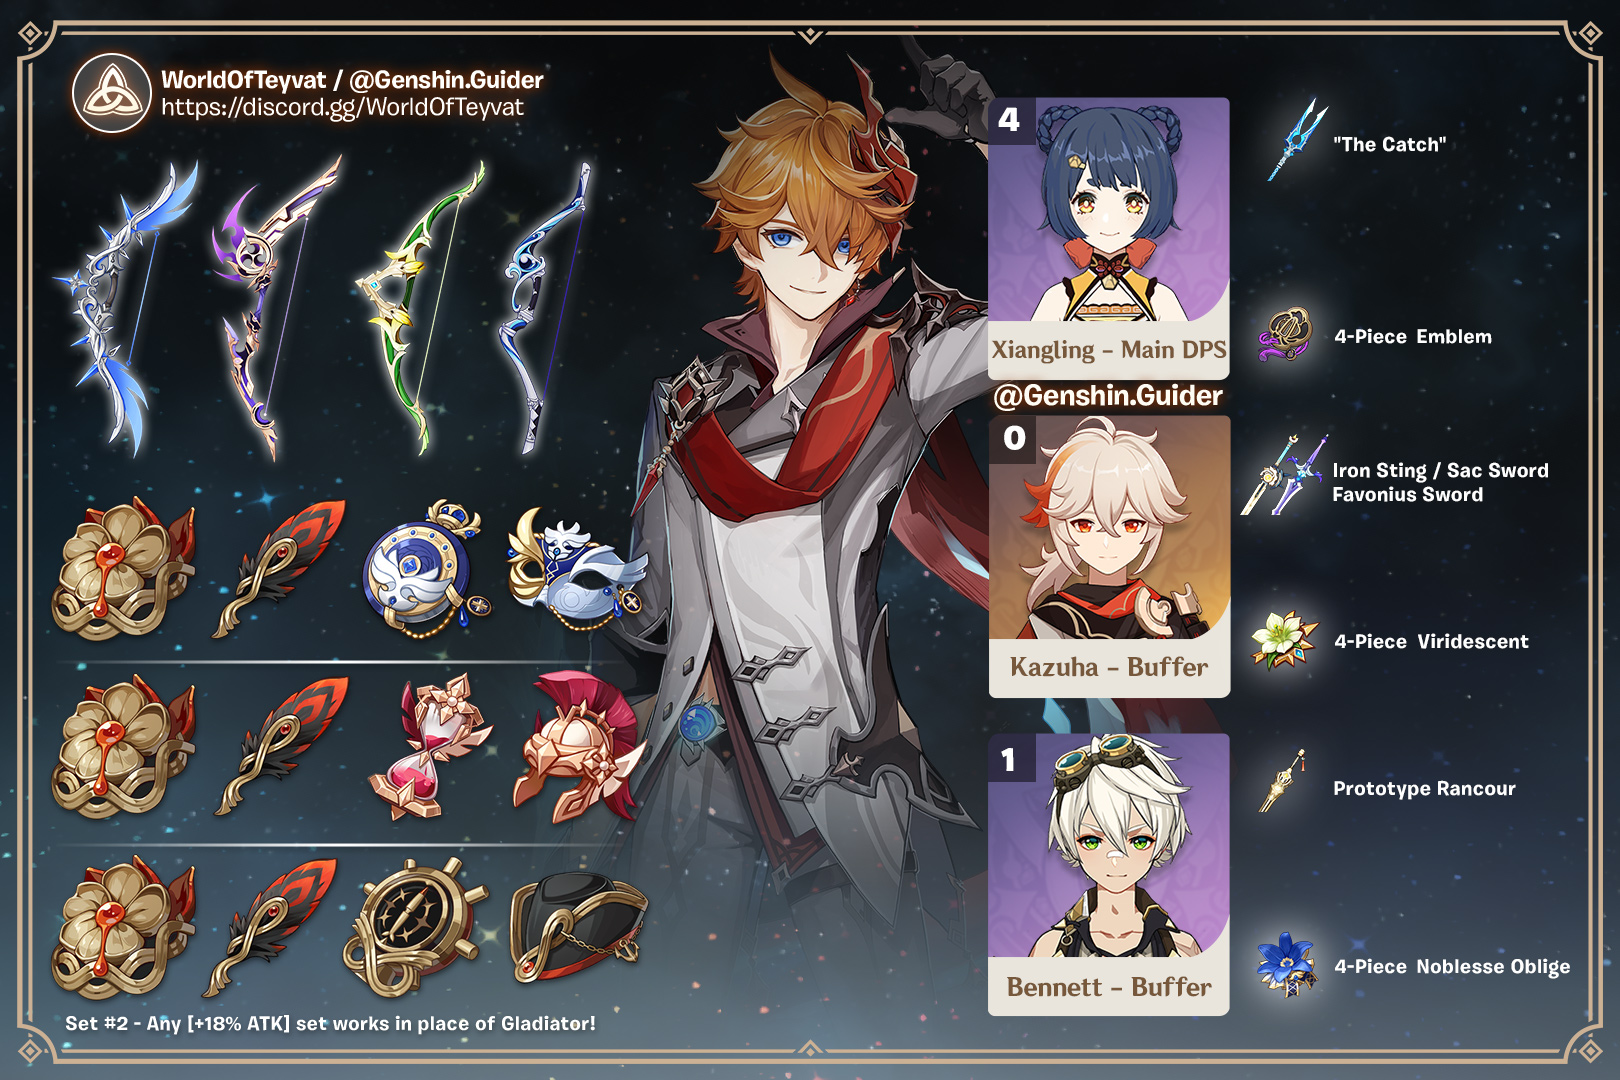 WorldOfTeyvat / @Genshin.Guider
https://discord.gg/WorldOfTeyvat
4
"The Catch"
4-Piece Emblem
Xiangling - Main DPS
@Genshin.Guider
0
Iron Sting / Sac Sword
Favonius Sword
4-Piece Viridescent
Kazuha - Buffer
1
Prototype Rancour
4-Piece Noblesse Oblige
Bennett - Buffer
Set #2 - Any [+18% ATK] set works in place of Gladiator!